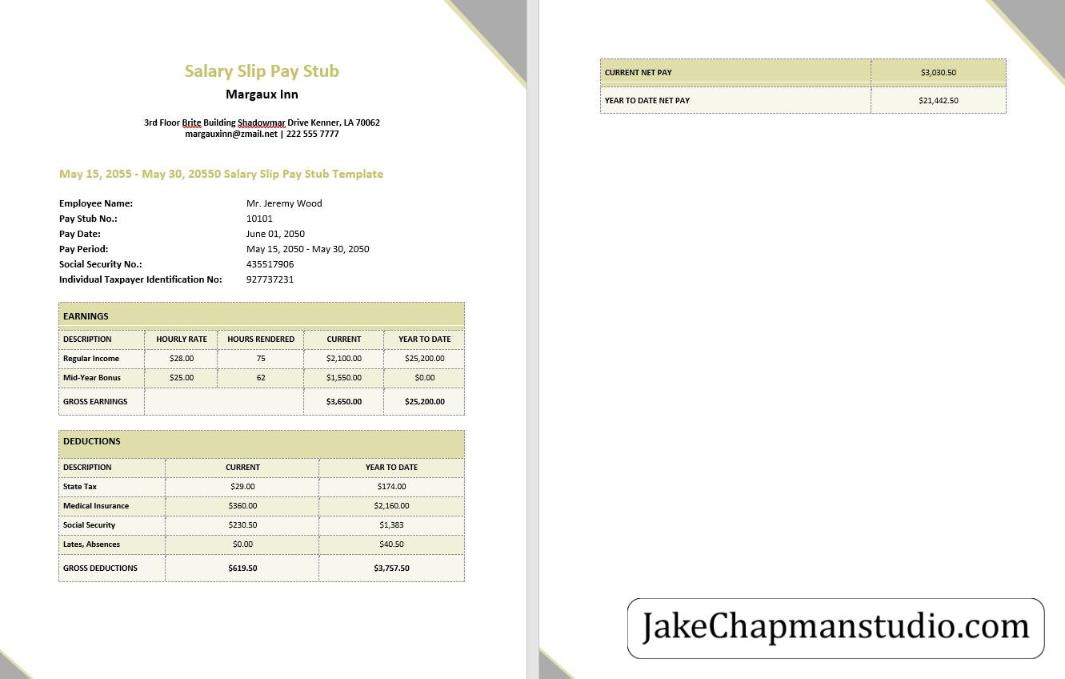 Salary Slip Pay Stub
Margaux Inn
3rd Floor Brite Building Shadowmar Drive Kenner, LA 70062
margauxinn@zmail.net | 222 555 7777
May 15, 2055 - May 30, 20550 Salary Slip Pay Stub Template
Employee Name: Mr. Jeremy Wood
Pay Stub No.: 10101
Pay Date: June 01, 2050
Pay Period: May 15, 2050 - May 30, 2050
Social Security No.: 435517906
Individual Taxpayer Identification No: 927737231
EARNINGS
DESCRIPTION HOURLY RATE HOURS RENDERED CURRENT YEAR TO DATE
Regular Income $28.00 75 $2,100.00 $25,200.00
Mid-Year Bonus $25.00 62 $1,550.00 $0.00
GROSS EARNINGS $3,650.00 $25,200.00
DEDUCTIONS
DESCRIPTION CURRENT YEAR TO DATE
State Tax $29.00 $174.00
Medical Insurance $360.00 $2,160.00
Social Security $230.50 $1,383
Lates, Absences $0.00 $40.50
GROSS DEDUCTIONS $619.50 $3,757.50
CURRENT NET PAY $3,030.50
YEAR TO DATE NET PAY $21,442.50
JakeChapmanstudio.com